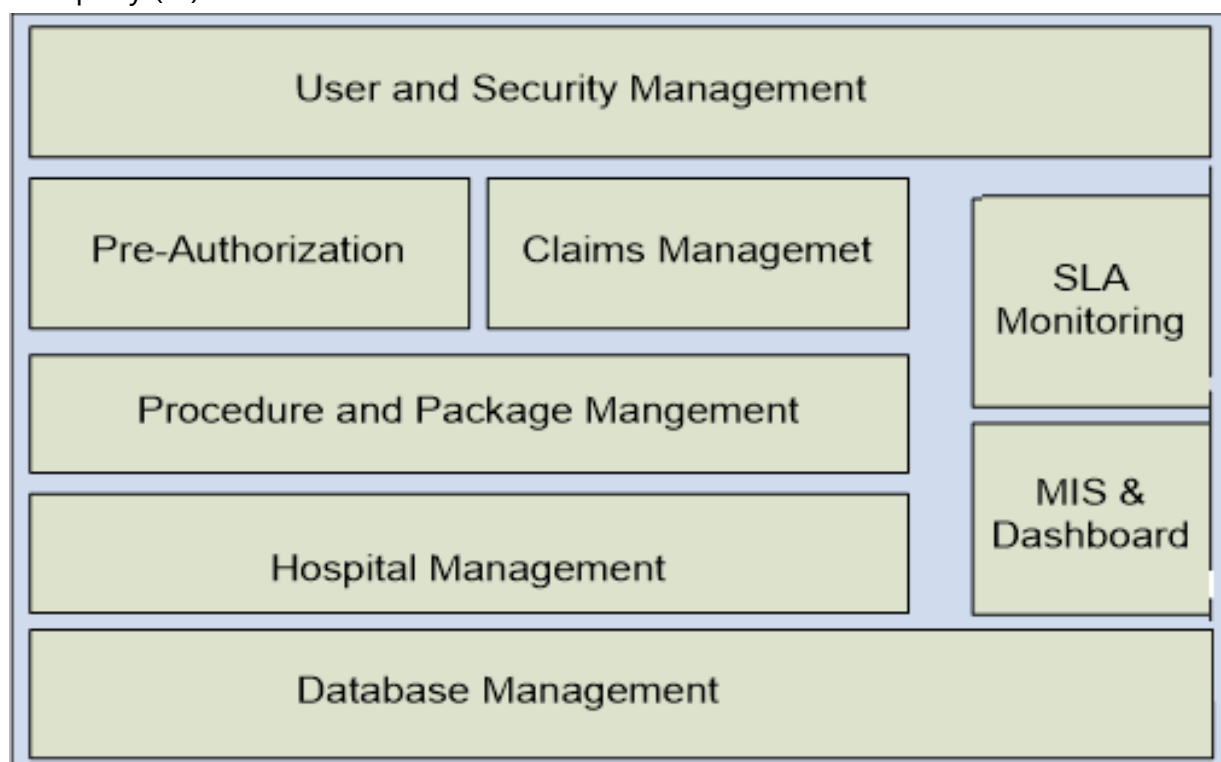 User and Security Management
Pre-Authorization
Claims Managemet
SLA
Monitoring
Procedure and Package Mangement
MIS &
Dashboard
Hospital Management
Database Management